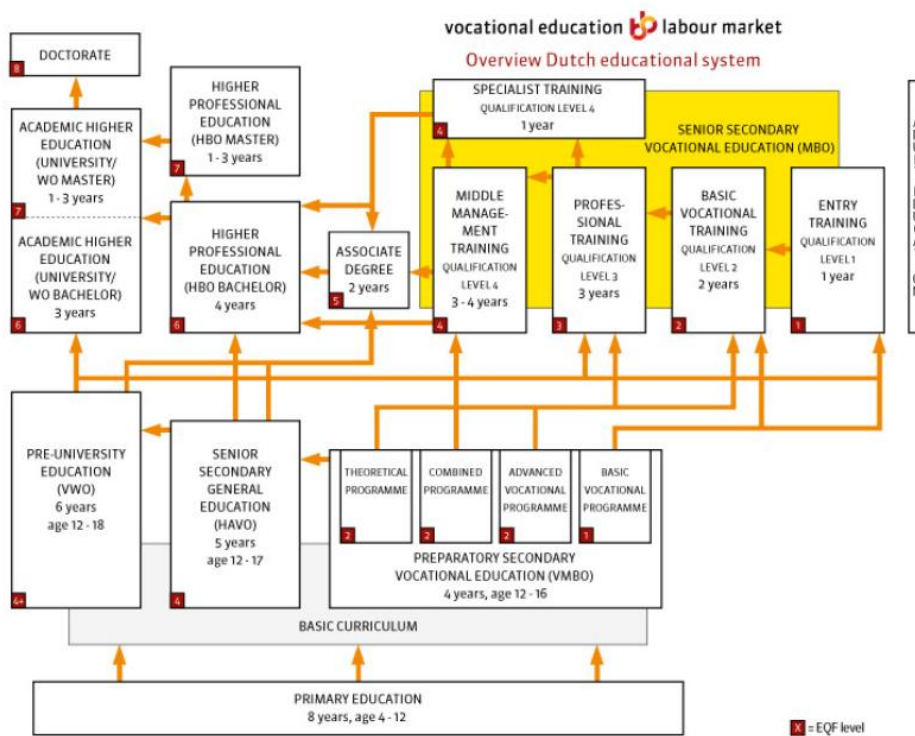 vocational education labour market
Overview Dutch educational system
DOCTORATE
8
HIGHER
PROFESSIONAL
EDUCATION
(HBO MASTER)
1 - 3 years
7
ACADEMIC HIGHER
EDUCATION
(UNIVERSITY/
WO MASTER)
1 - 3 years
7
ACADEMIC HIGHER
EDUCATION
(UNIVERSITY/
WO BACHELOR)
3 years
6
HIGHER
PROFESSIONAL
EDUCATION
(HBO BACHELOR)
4 years
6
ASSOCIATE
DEGREE
2 years
5
SPECIALIST TRAINING
QUALIFICATION LEVEL 4
1 year
4
SENIOR SECONDARY
VOCATIONAL EDUCATION (MBO)
MIDDLE
MANAGE-
MENT
TRAINING
QUALIFICATION
LEVEL 4
3 - 4 years
4
PROFES-
SIONAL
TRAINING
QUALIFICATION
LEVEL 3
3 years
3
BASIC
VOCATIONAL
TRAINING
QUALIFICATION
LEVEL 2
2 years
2
ENTRY
TRAINING
QUALIFICATION
LEVEL 1
1 year
1
PRE-UNIVERSITY
EDUCATION
(VWO)
6 years
age 12 - 18
4+
SENIOR
SECONDARY
GENERAL
EDUCATION
(HAVO)
5 years
age 12 - 17
4
THEORETICAL
PROGRAMME
2
COMBINED
PROGRAMME
2
ADVANCED
VOCATIONAL
PROGRAMME
2
BASIC
VOCATIONAL
PROGRAMME
1
PREPARATORY SECONDARY
VOCATIONAL EDUCATION (VMBO)
4 years, age 12 - 16
BASIC CURRICULUM
PRIMARY EDUCATION
8 years, age 4 - 12
X = EQF level